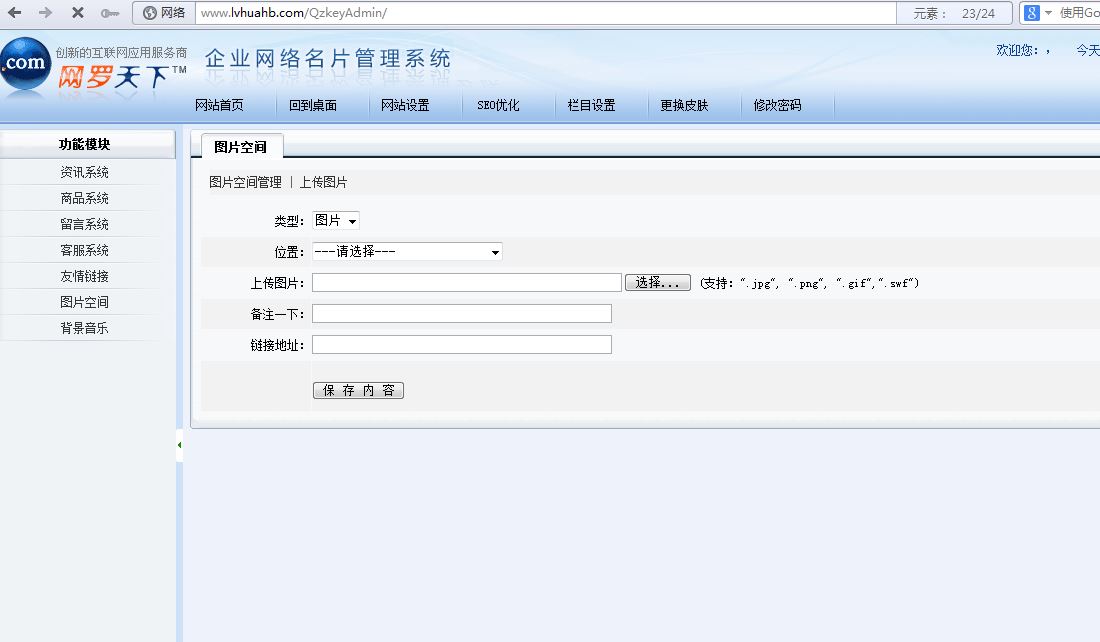 网络 www.lvhuahb.com/QzkeyAdmin/ 元素： 23/24 8 使用Go
.com 创新的互联网应用服务商
网罗天下™
企业网络名片管理系统
欢迎您：， 今天
网站首页 回到桌面 网站设置 SEO优化 栏目设置 更换皮肤 修改密码
功能模块
资讯系统
商品系统
留言系统
客服系统
友情链接
图片空间
背景音乐
图片空间
图片空间管理 | 上传图片
类型： 图片
位置： ---请选择---
上传图片： 选择... (支持：".jpg", ".png", ".gif",".swf")
备注一下：
链接地址：
保 存 内 容